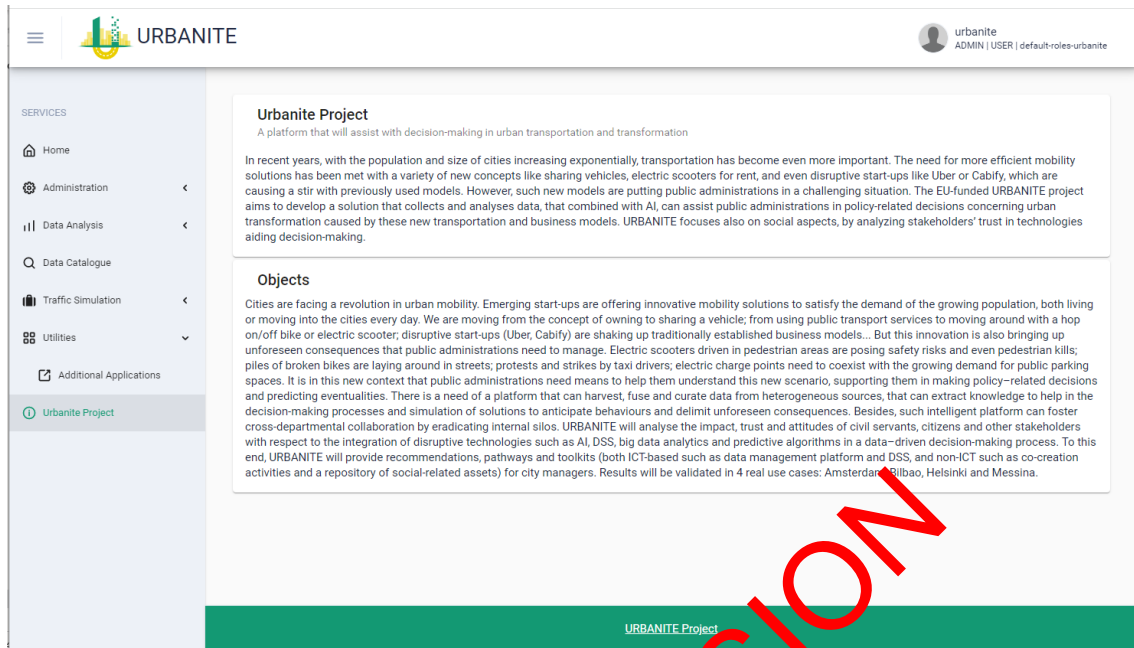 URBANITE
urbanite
ADMIN | USER | default-roles-urbanite
SERVICES
Home
Administration
Data Analysis
Data Catalogue
Traffic Simulation
Utilities
Additional Applications
Urbanite Project
Urbanite Project
A platform that will assist with decision-making in urban transportation and transformation
In recent years, with the population and size of cities increasing exponentially, transportation has become even more important. The need for more efficient mobility
solutions has been met with a variety of new concepts like sharing vehicles, electric scooters for rent, and even disruptive start-ups like Uber or Cabify, which are
causing a stir with previously used models. However, such new models are putting public administrations in a challenging situation. The EU-funded URBANITE project
aims to develop a solution that collects and analyses data, that combined with AI, can assist public administrations in policy-related decisions concerning urban
transformation caused by these new transportation and business models. URBANITE focuses also on social aspects, by analyzing stakeholders' trust in technologies
aiding decision-making.
Objects
Cities are facing a revolution in urban mobility. Emerging start-ups are offering innovative mobility solutions to satisfy the demand of the growing population, both living
or moving into the cities every day. We are moving from the concept of owning to sharing a vehicle; from using public transport services to moving around with a hop
on/off bike or electric scooter; disruptive start-ups (Uber, Cabify) are shaking up traditionally established business models... But this innovation is also bringing up
unforeseen consequences that public administrations need to manage. Electric scooters driven in pedestrian areas are posing safety risks and even pedestrian kills;
piles of broken bikes are laying around in streets; protests and strikes by taxi drivers; electric charge points need to coexist with the growing demand for public parking
spaces. It is in this new context that public administrations need means to help them understand this new scenario, supporting them in making policy–related decisions
and predicting eventualities. There is a need of a platform that can harvest, fuse and curate data from heterogeneous sources, that can extract knowledge to help in the
decision-making processes and simulation of solutions to anticipate behaviours and delimit unforeseen consequences. Besides, such intelligent platform can foster
cross-departmental collaboration by eradicating internal silos. URBANITE will analyse the impact, trust and attitudes of civil servants, citizens and other stakeholders
with respect to the integration of disruptive technologies such as AI, DSS, big data analytics and predictive algorithms in a data–driven decision-making process. To this
end, URBANITE will provide recommendations, pathways and toolkits (both ICT-based such as data management platform and DSS, and non-ICT such as co-creation
activities and a repository of social-related assets) for city managers. Results will be validated in 4 real use cases: Amsterdam, Bilbao, Helsinki and Messina.
URBANITE Project